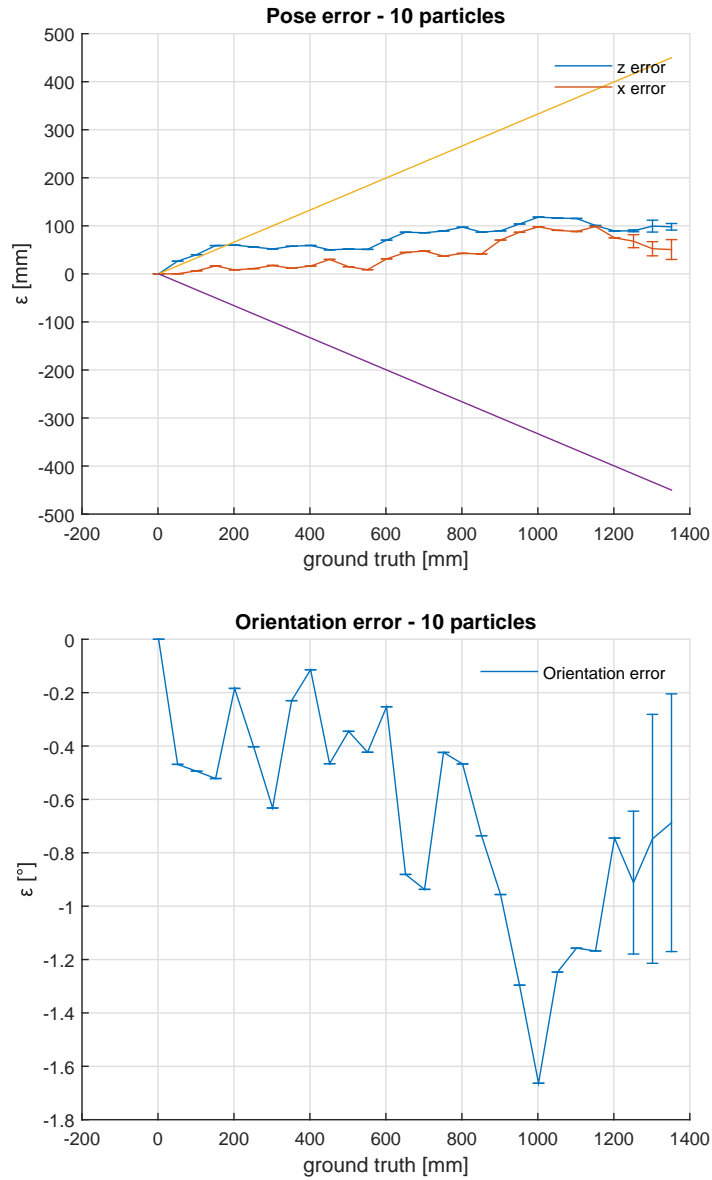 Pose error - 10 particles
500
400
300
200
100
0
-100
-200
-300
-400
-500
ε [mm]
z error
x error
-200 0 200 400 600 800 1000 1200 1400
ground truth [mm]
Orientation error - 10 particles
0
-0.2
-0.4
-0.6
-0.8
-1
-1.2
-1.4
-1.6
-1.8
ε [°]
Orientation error
-200 0 200 400 600 800 1000 1200 1400
ground truth [mm]